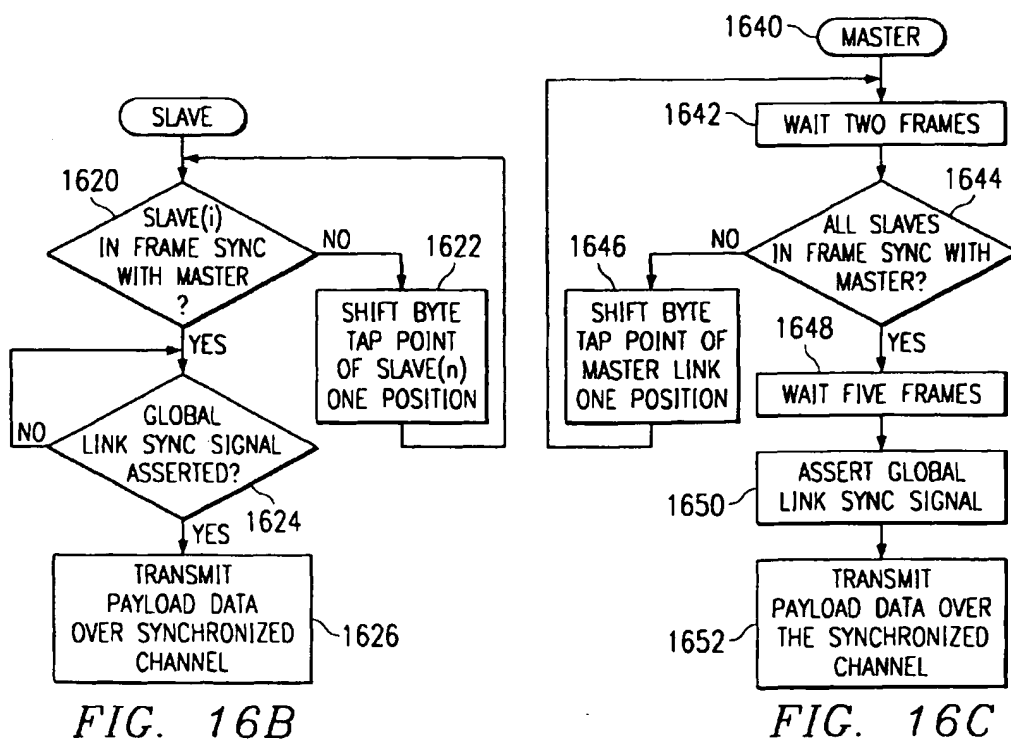 SLAVE
1620
SLAVE(i)
IN FRAME SYNC
WITH MASTER
?
NO
1622
SHIFT BYTE
TAP POINT
OF SLAVE(n)
ONE POSITION
YES
GLOBAL
LINK SYNC SIGNAL
ASSERTED?
NO
1624
YES
TRANSMIT
PAYLOAD DATA
OVER SYNCHRONIZED
CHANNEL
1626
FIG. 16B
1640
MASTER
1642
WAIT TWO FRAMES
1644
ALL SLAVES
IN FRAME SYNC WITH
MASTER?
NO
1646
SHIFT BYTE
TAP POINT OF
MASTER LINK
ONE POSITION
1648
YES
WAIT FIVE FRAMES
1650
ASSERT GLOBAL
LINK SYNC SIGNAL
1652
TRANSMIT
PAYLOAD DATA OVER
THE SYNCHRONIZED
CHANNEL
FIG. 16C